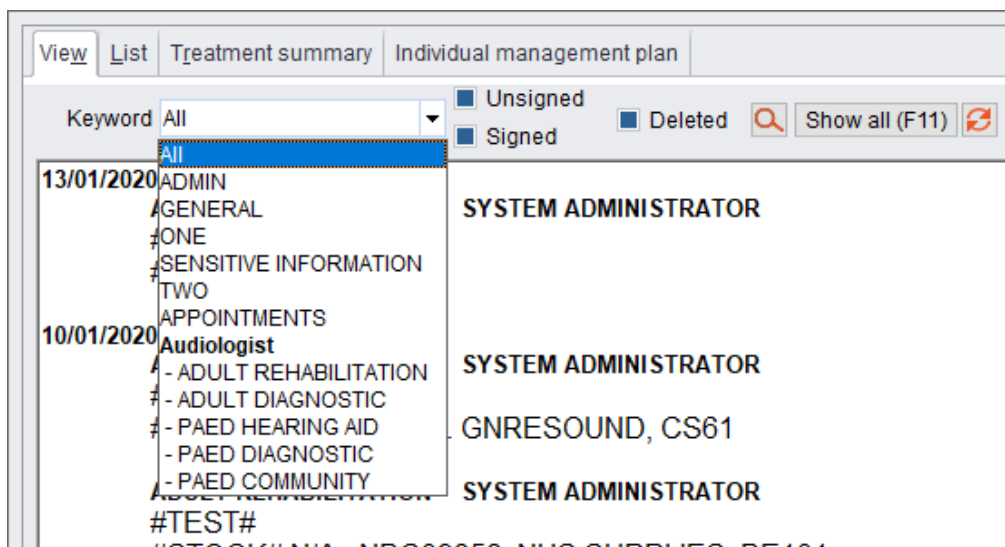 View List Treatment summary Individual management plan
Keyword All Unsigned
Signed
Deleted Show all (F11)
All
ADMIN
GENERAL
ONE
SENSITIVE INFORMATION
TWO
APPOINTMENTS
Audiologist
- ADULT REHABILITATION
- ADULT DIAGNOSTIC
- PAED HEARING AID
- PAED DIAGNOSTIC
- PAED COMMUNITY
13/01/2020
SYSTEM ADMINISTRATOR
10/01/2020
SYSTEM ADMINISTRATOR
GNRESOUND, CS61
ADULT REHABILITATION SYSTEM ADMINISTRATOR
#TEST#